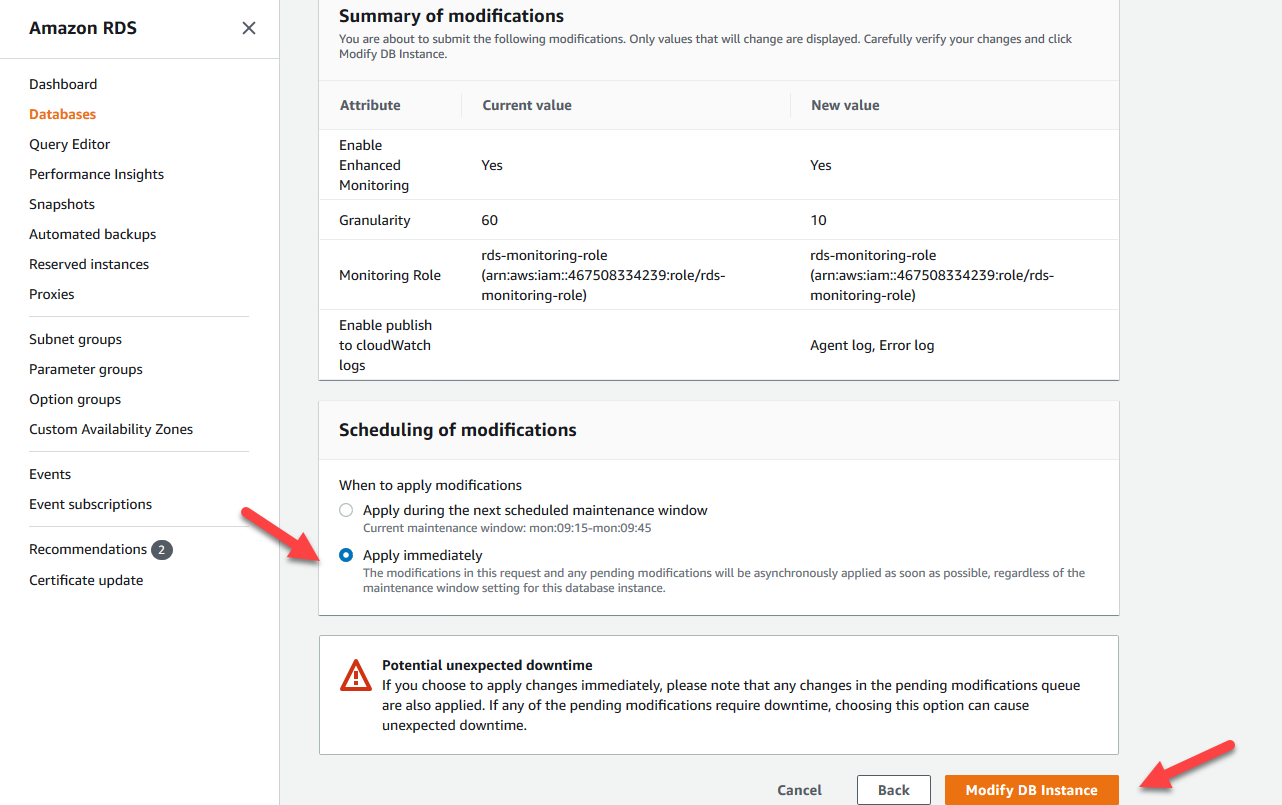 Amazon RDS
Dashboard
Databases
Query Editor
Performance Insights
Snapshots
Automated backups
Reserved instances
Proxies
Subnet groups
Parameter groups
Option groups
Custom Availability Zones
Events
Event subscriptions
Recommendations 2
Certificate update
Summary of modifications
You are about to submit the following modifications. Only values that will change are displayed. Carefully verify your changes and click
Modify DB Instance.
Attribute Current value New value
Enable
Enhanced
Monitoring
Yes
Yes
Granularity 60 10
Monitoring Role
rds-monitoring-role
(arn:aws:iam::467508334239:role/rds-
monitoring-role)
rds-monitoring-role
(arn:aws:iam::467508334239:role/rds-
monitoring-role)
Enable publish
to cloudWatch
logs
Agent log, Error log
Scheduling of modifications
When to apply modifications
Apply during the next scheduled maintenance window
Current maintenance window: mon:09:15-mon:09:45
Apply immediately
The modifications in this request and any pending modifications will be asynchronously applied as soon as possible, regardless of the
maintenance window setting for this database instance.
Potential unexpected downtime
If you choose to apply changes immediately, please note that any changes in the pending modifications queue
are also applied. If any of the pending modifications require downtime, choosing this option can cause
unexpected downtime.
Cancel Back Modify DB Instance